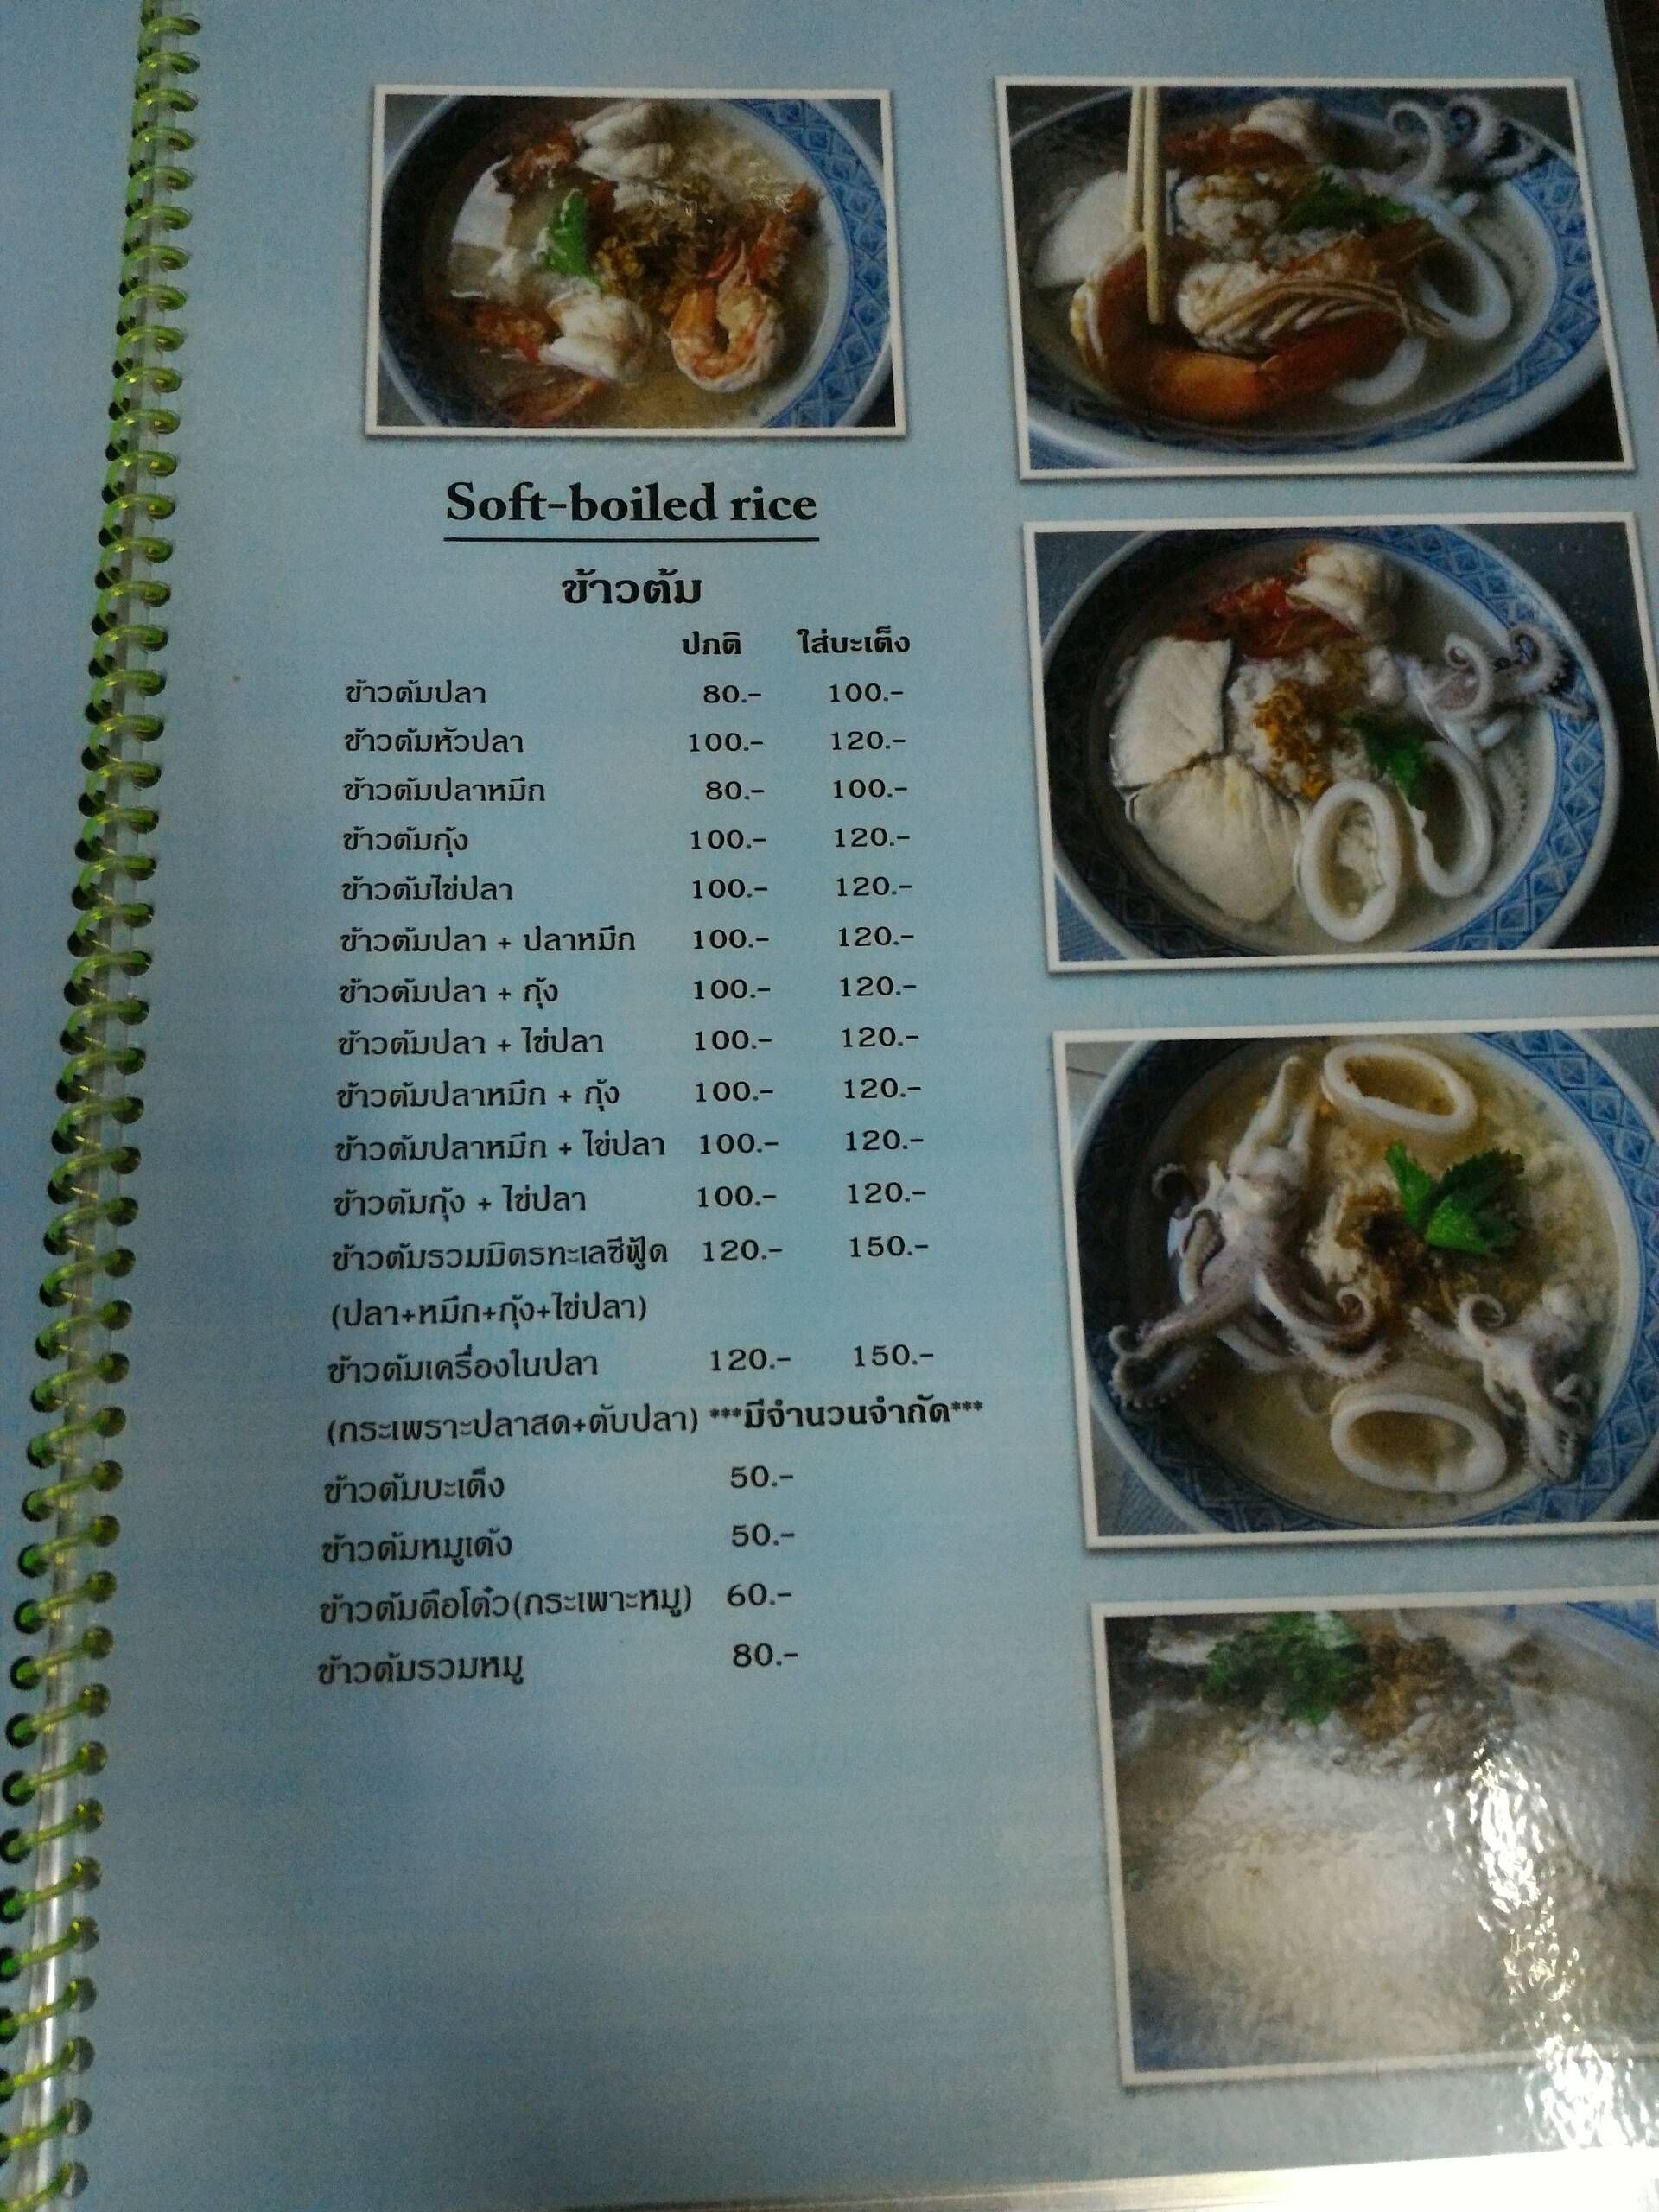 Soft-boiled rice
ข้าวต้ม
ปกติ ใส่บะเต็ง
ข้าวต้มปลา 80.- 100.-
ข้าวต้มหัวปลา 100.- 120.-
ข้าวต้มปลาหมึก 80.- 100.-
ข้าวต้มกุ้ง 100.- 120.-
ข้าวต้มไข่ปลา 100.- 120.-
ข้าวต้มปลา + ปลาหมึก 100.- 120.-
ข้าวต้มปลา + กุ้ง 100.- 120.-
ข้าวต้มปลา + ไข่ปลา 100.- 120.-
ข้าวต้มปลาหมึก + กุ้ง 100.- 120.-
ข้าวต้มปลาหมึก + ไข่ปลา 100.- 120.-
ข้าวต้มกุ้ง + ไข่ปลา 100.- 120.-
ข้าวต้มรวมมิตรทะเลซีฟู้ด 120.- 150.-
(ปลา+หมึก+กุ้ง+ไข่ปลา)
ข้าวต้มเครื่องในปลา 120.- 150.-
(กระเพราะปลาสด+ตับปลา) ***มีจำนวนจำกัด***
ข้าวต้มบะเต็ง 50.-
ข้าวต้มหมูเด้ง 50.-
ข้าวต้มตือโต๋ว(กระเพาะหมู) 60.-
ข้าวต้มรวมหมู 80.-